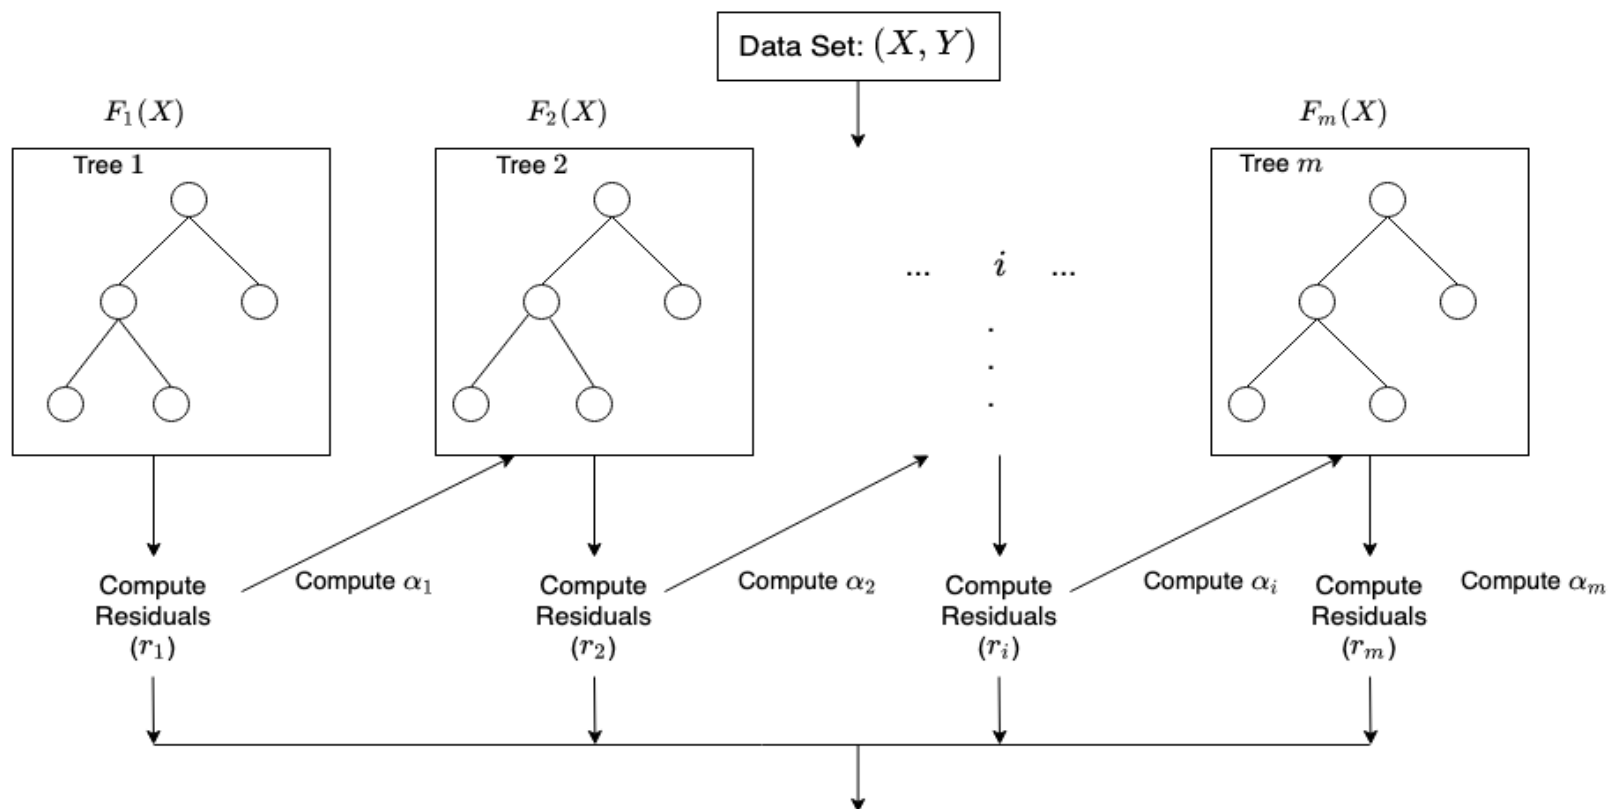 Data Set: (X, Y)
F₁(X)
F₂(X)
Fₘ(X)
Tree 1
Tree 2
Tree m
... i ...
.
.
.
Compute
Residuals
(r₁)
Compute α₁
Compute
Residuals
(r₂)
Compute α₂
Compute
Residuals
(rᵢ)
Compute αᵢ
Compute
Residuals
(rₘ)
Compute αₘ